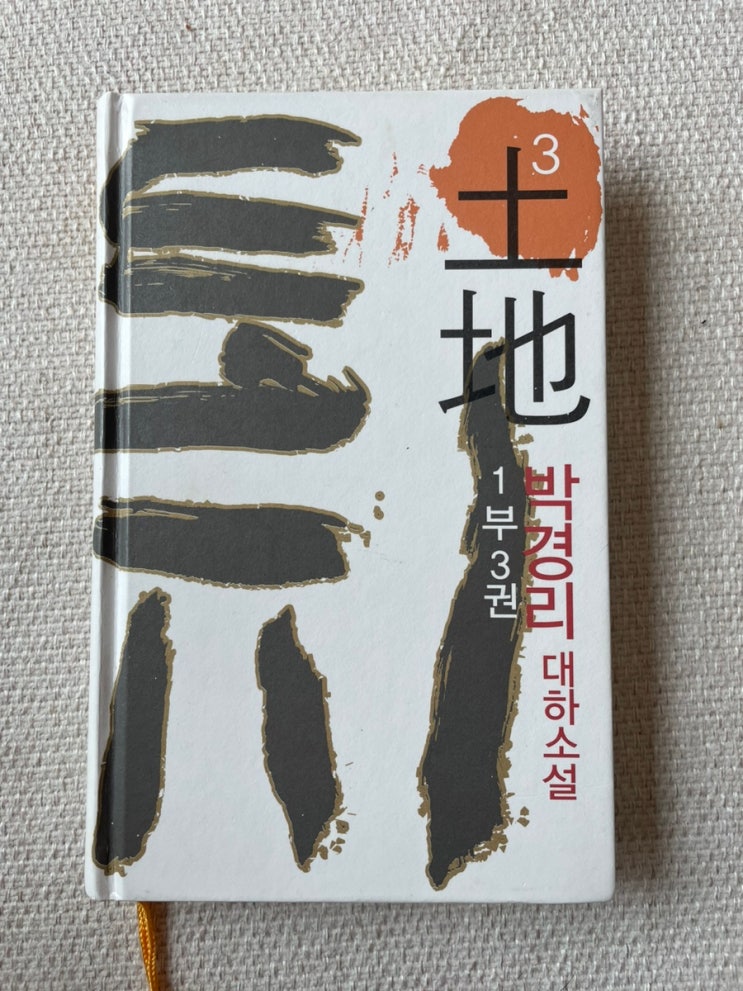 3
土地
박경리 대하소설
1부 3권